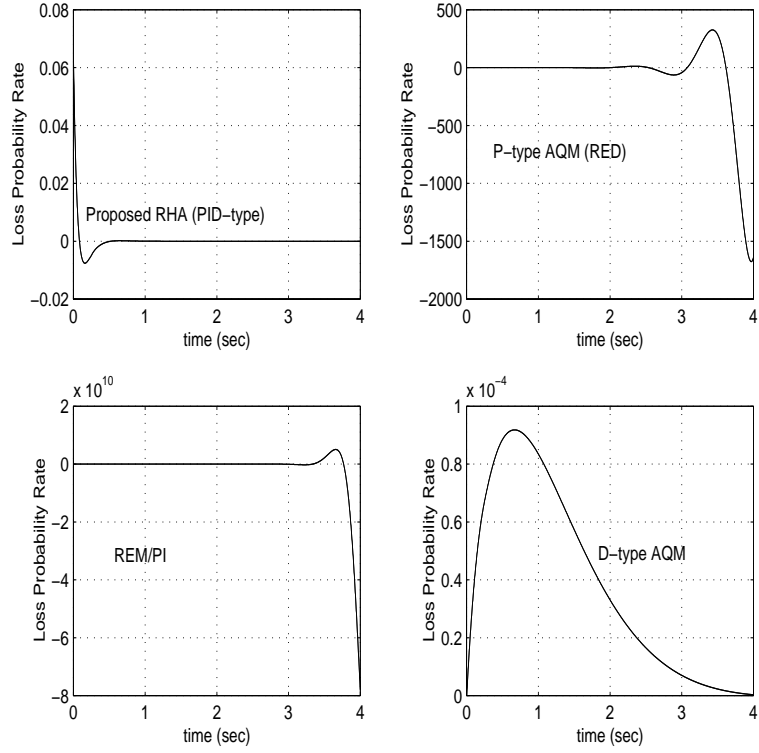 0.08
0.06
0.04
0.02
0
−0.02
Loss Probability Rate
Proposed RHA (PID−type)
0 1 2 3 4
time (sec)
500
0
−500
−1000
−1500
−2000
Loss Probability Rate
P−type AQM (RED)
0 1 2 3 4
time (sec)
x 10^10
2
0
−2
−4
−6
−8
Loss Probability Rate
REM/PI
0 1 2 3 4
time (sec)
x 10^−4
1
0.8
0.6
0.4
0.2
0
Loss Probability Rate
D−type AQM
0 1 2 3 4
time (sec)